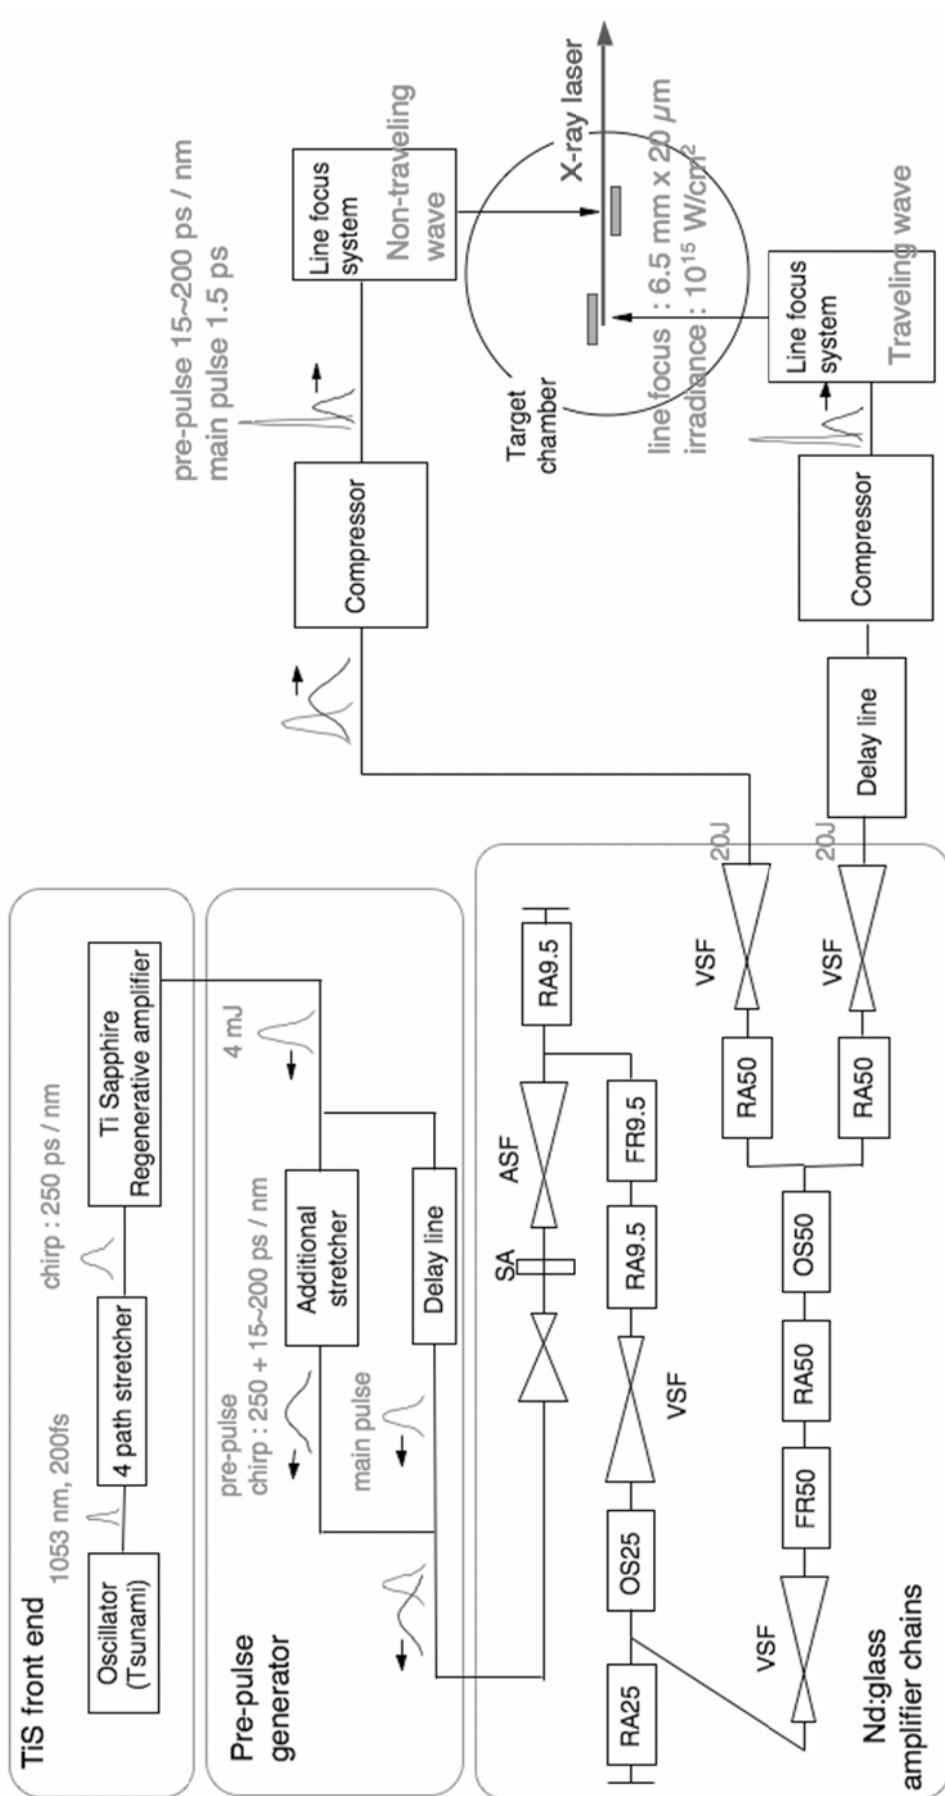 TiS front end
Oscillator
(Tsunami)
1053 nm, 200fs
4 path stretcher
chirp : 250 ps / nm
Ti Sapphire
Regenerative amplifier
Pre-pulse
generator
4 mJ
Additional
stretcher
Delay line
pre-pulse
chirp : 250 + 15~200 ps / nm
main pulse
Nd:glass
amplifier chains
SA
ASF
RA9.5
FR9.5
RA9.5
VSF
OS25
RA25
VSF
FR50
RA50
OS50
RA50
VSF
20J
RA50
VSF
20J
Delay line
Compressor
Compressor
pre-pulse 15~200 ps / nm
main pulse 1.5 ps
Line focus
system
Non-traveling
wave
Target
chamber
X-ray laser
line focus : 6.5 mm x 20 μm
irradiance : 10¹⁵ W/cm²
Line focus
system
Traveling wave